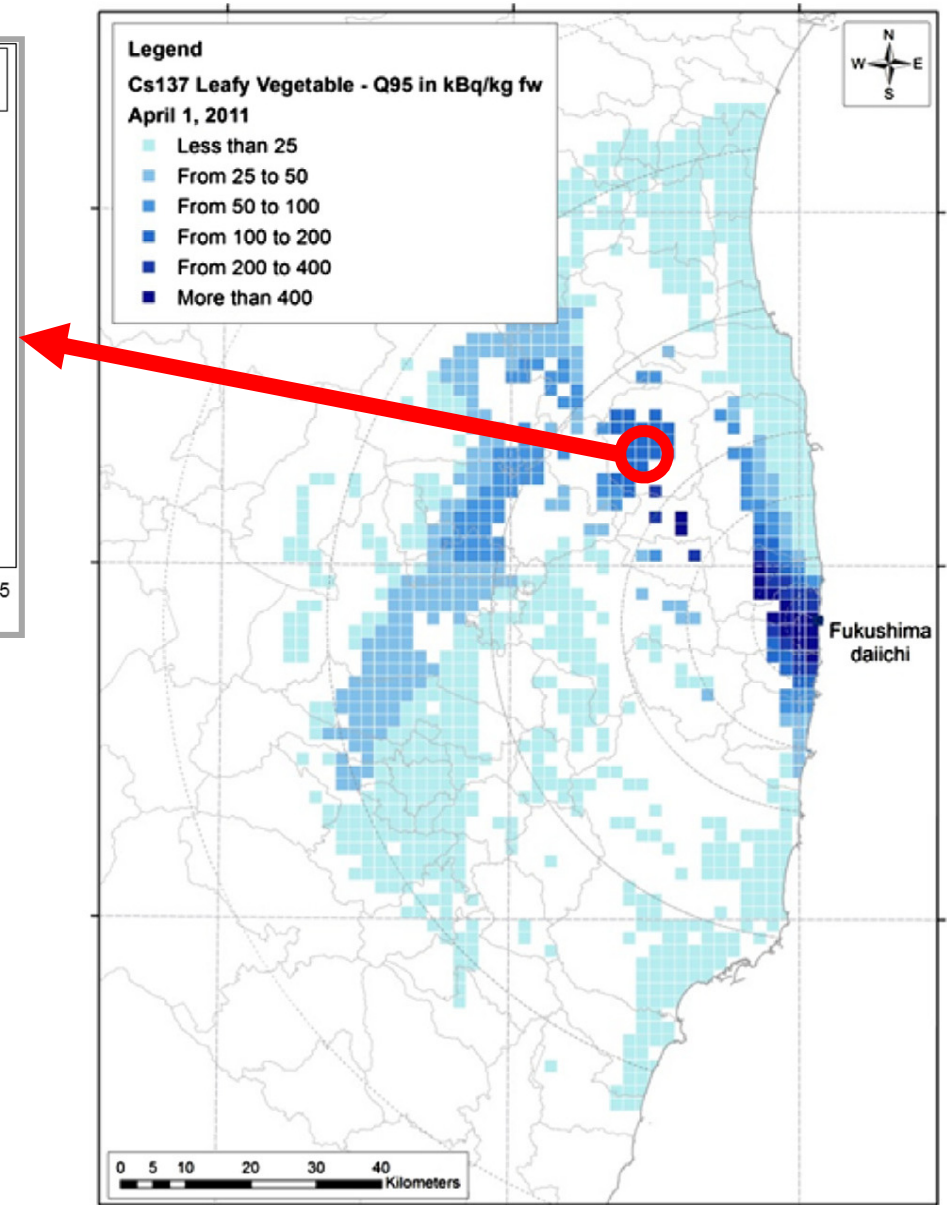 Legend
Cs137 Leafy Vegetable - Q95 in kBq/kg fw
April 1, 2011
Less than 25
From 25 to 50
From 50 to 100
From 100 to 200
From 200 to 400
More than 400
N
W E
S
5
Fukushima
daiichi
0 5 10 20 30 40
Kilometers